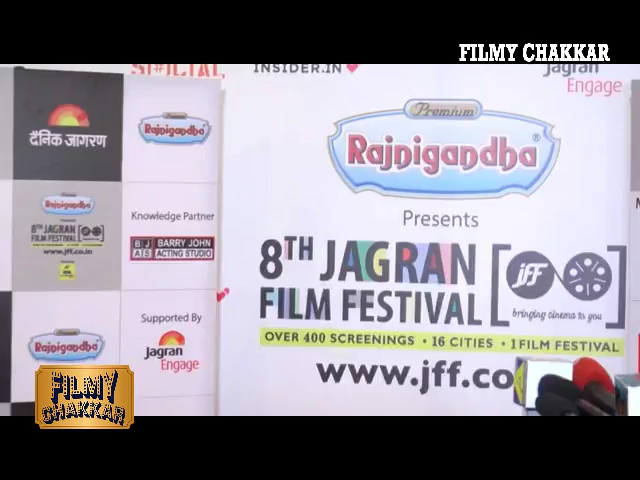 FILMY CHAKKAR
INSIDER.IN
Jagran
Engage
दैनिक जागरण
Rajnigandha
Rajnigandha
8TH JAGRAN
FILM FESTIVAL
www.jff.co.in
Knowledge Partner
BJ
AS
BARRY JOHN
ACTING STUDIO
Rajnigandha
Supported By
Jagran
Engage
Premium
Rajnigandha®
Presents
8TH JAGRAN
FILM FESTIVAL
jff
bringing cinema to you
OVER 400 SCREENINGS • 16 CITIES • 1 FILM FESTIVAL
www.jff.co
FILMY
CHAKKAR